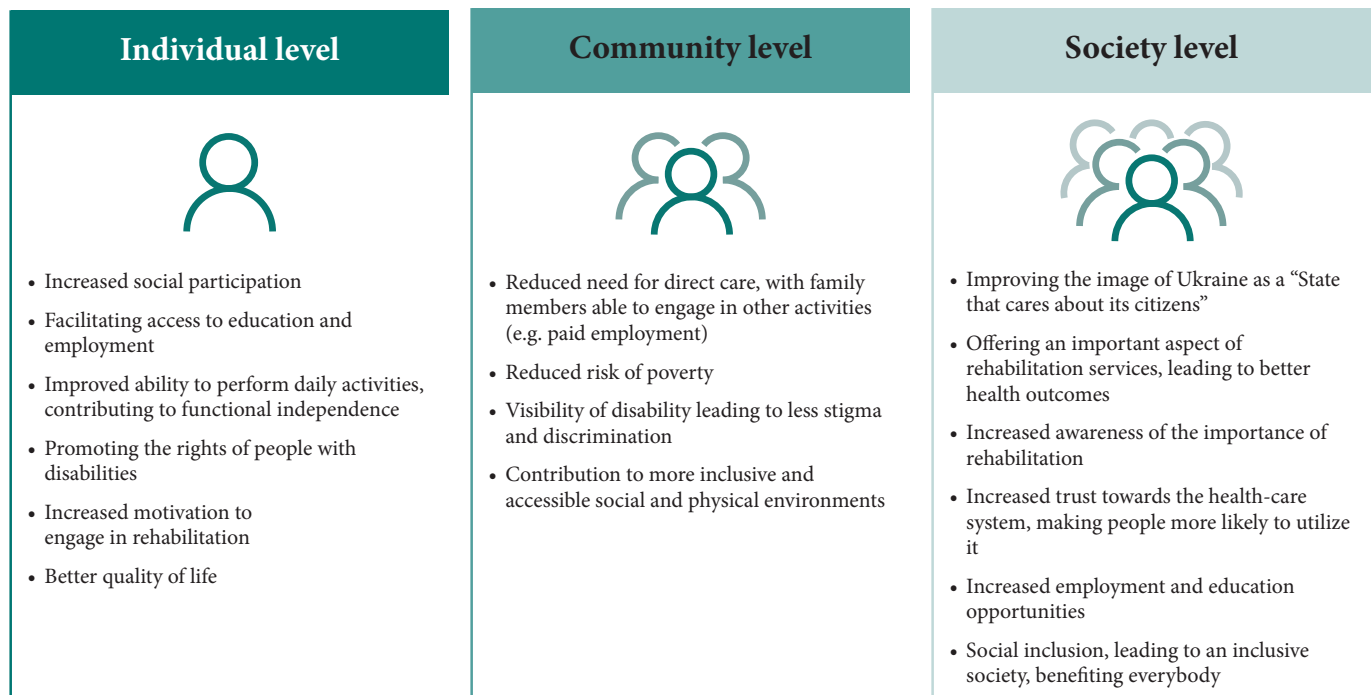 Individual level
• Increased social participation
• Facilitating access to education and
employment
• Improved ability to perform daily activities,
contributing to functional independence
• Promoting the rights of people with
disabilities
• Increased motivation to
engage in rehabilitation
• Better quality of life
Community level
• Reduced need for direct care, with family
members able to engage in other activities
(e.g. paid employment)
• Reduced risk of poverty
• Visibility of disability leading to less stigma
and discrimination
• Contribution to more inclusive and
accessible social and physical environments
Society level
• Improving the image of Ukraine as a “State
that cares about its citizens”
• Offering an important aspect of
rehabilitation services, leading to better
health outcomes
• Increased awareness of the importance of
rehabilitation
• Increased trust towards the health-care
system, making people more likely to utilize
it
• Increased employment and education
opportunities
• Social inclusion, leading to an inclusive
society, benefiting everybody